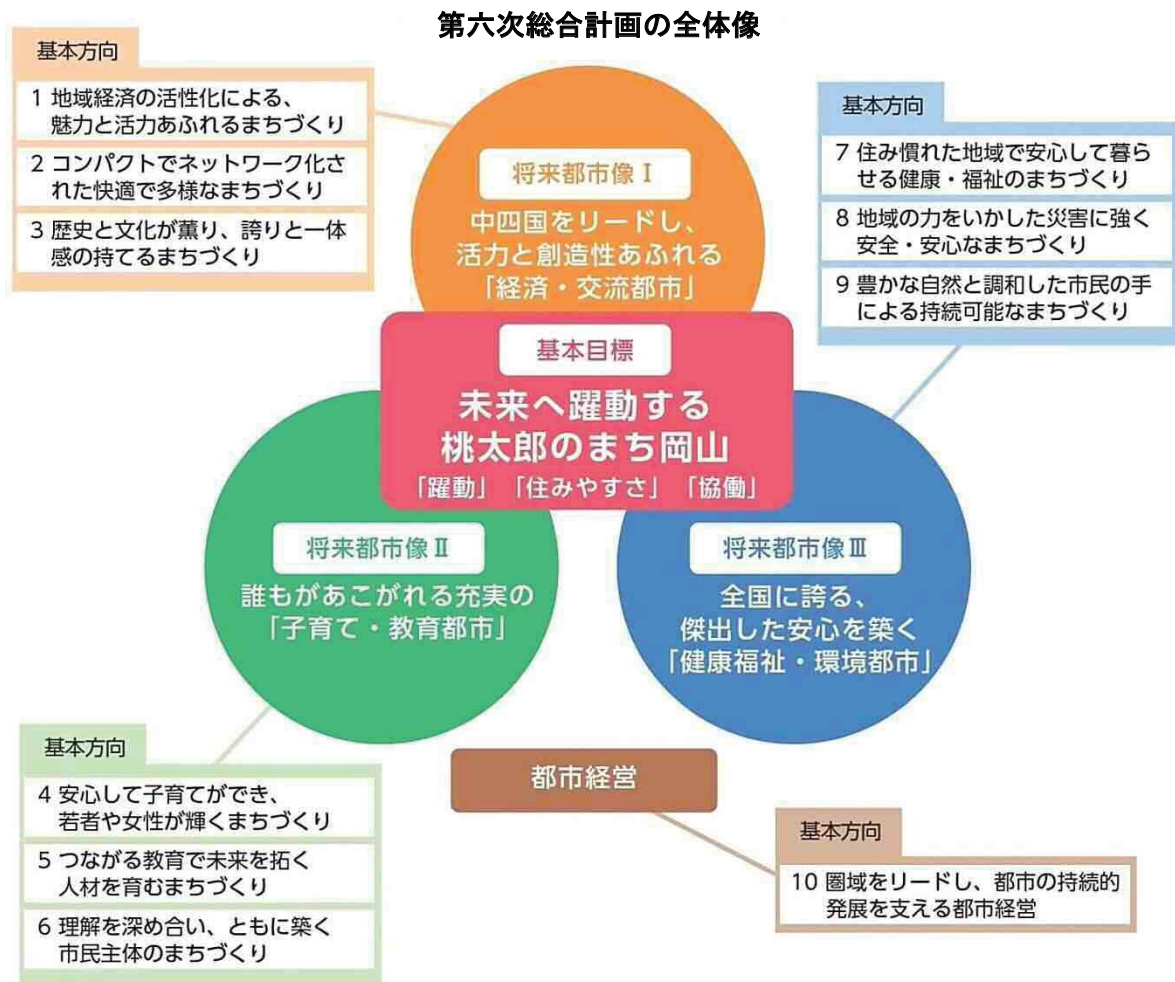 第六次総合計画の全体像
基本方向
1 地域経済の活性化による、
魅力と活力あふれるまちづくり
2 コンパクトでネットワーク化さ
れた快適で多様なまちづくり
3 歴史と文化が薫り、誇りと一体
感の持てるまちづくり
将来都市像Ⅰ
中四国をリードし、
活力と創造性あふれる
「経済・交流都市」
基本方向
7 住み慣れた地域で安心して暮ら
せる健康・福祉のまちづくり
8 地域の力をいかした災害に強く
安全・安心なまちづくり
9 豊かな自然と調和した市民の手
による持続可能なまちづくり
基本目標
未来へ躍動する
桃太郎のまち岡山
「躍動」「住みやすさ」「協働」
将来都市像Ⅱ
誰もがあこがれる充実の
「子育て・教育都市」
将来都市像Ⅲ
全国に誇る、
傑出した安心を築く
「健康福祉・環境都市」
基本方向
4 安心して子育てができ、
若者や女性が輝くまちづくり
5 つながる教育で未来を拓く
人材を育むまちづくり
6 理解を深め合い、ともに築く
市民主体のまちづくり
都市経営
基本方向
10 圏域をリードし、都市の持続的
発展を支える都市経営